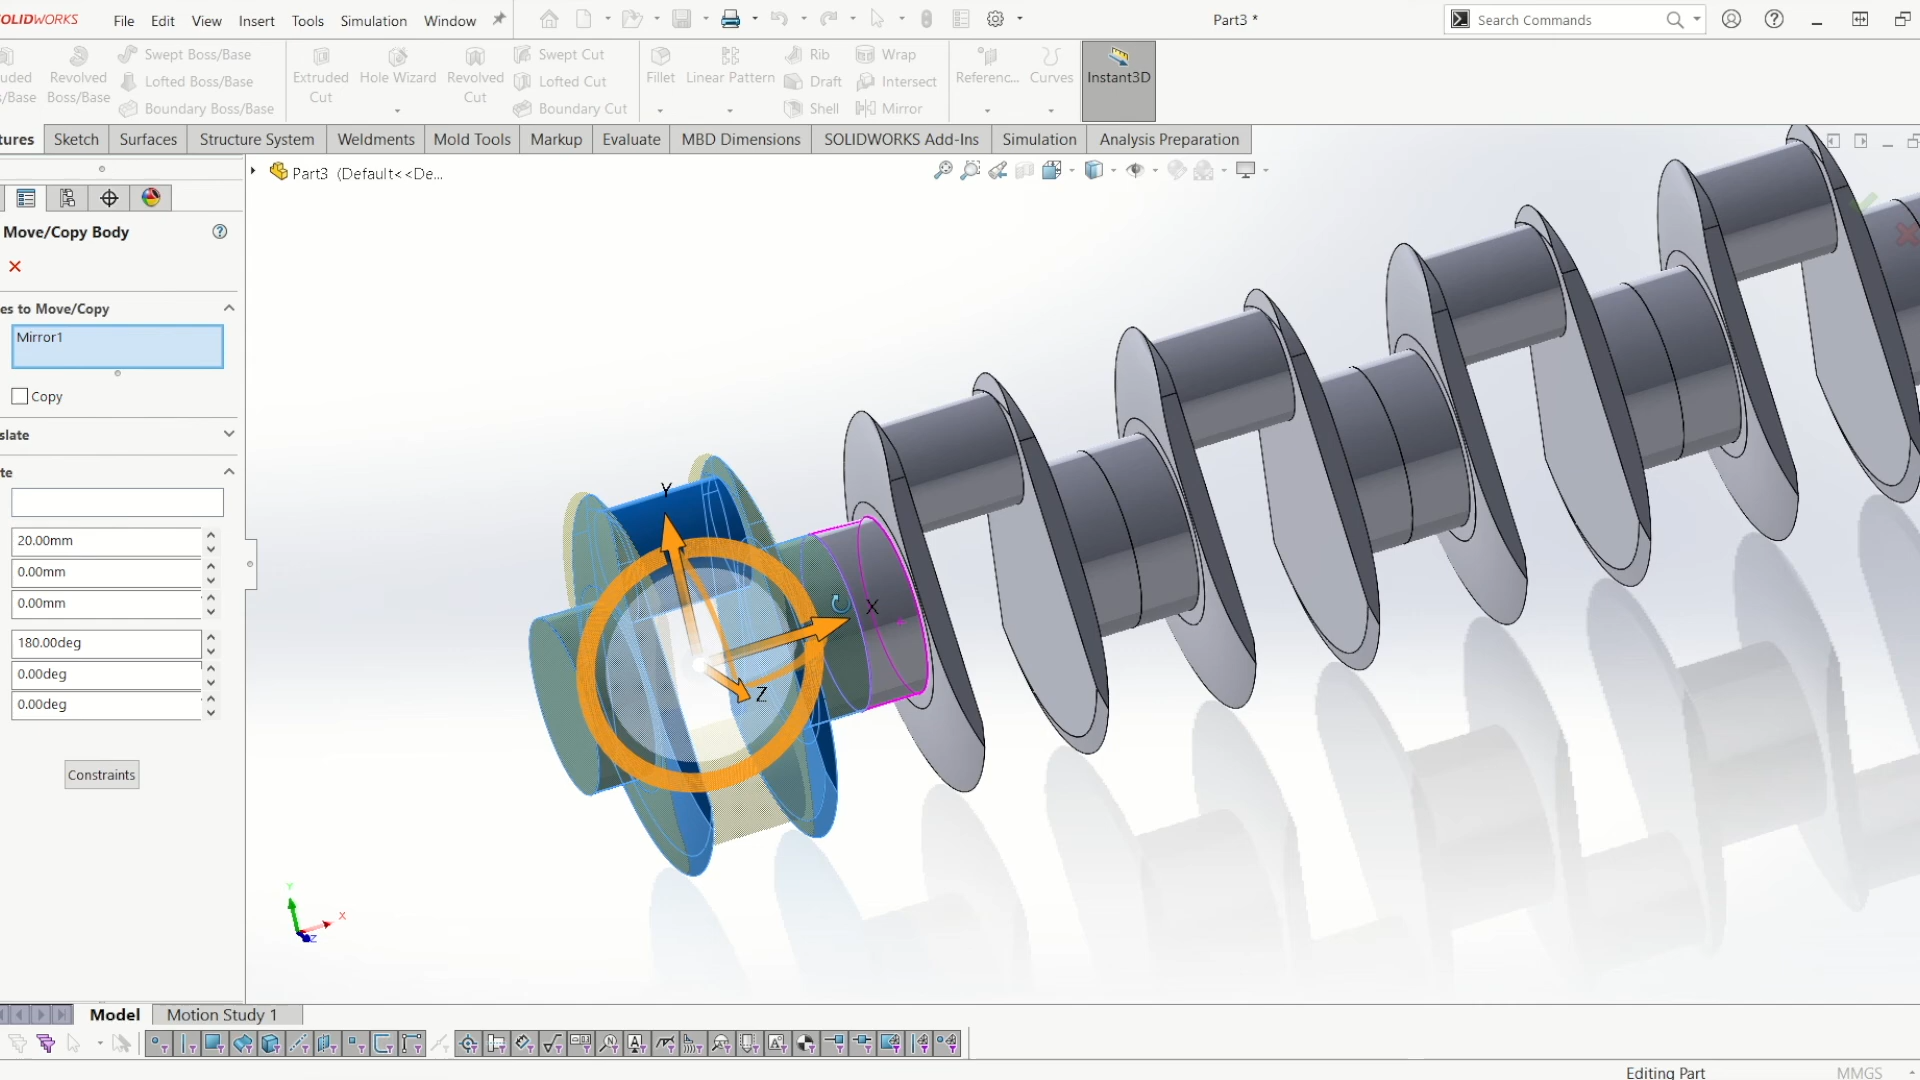 SOLIDWORKS
File Edit View Insert Tools Simulation Window
Part3 *
Search Commands
uded
s/Base
Revolved
Boss/Base
Swept Boss/Base
Lofted Boss/Base
Boundary Boss/Base
Extruded
Cut
Hole Wizard
Revolved
Cut
Swept Cut
Lofted Cut
Boundary Cut
Fillet
Linear Pattern
Rib
Draft
Shell
Wrap
Intersect
Mirror
Referenc...
Curves
Instant3D
tures Sketch Surfaces Structure System Weldments Mold Tools Markup Evaluate MBD Dimensions SOLIDWORKS Add-Ins Simulation Analysis Preparation
Part3 (Default<<De...
Move/Copy Body
es to Move/Copy
Mirror1
Copy
slate
te
20.00mm
0.00mm
0.00mm
180.00deg
0.00deg
0.00deg
Constraints
Y
X
Z
Y
X
Z
Model Motion Study 1
Editing Part
MMGS